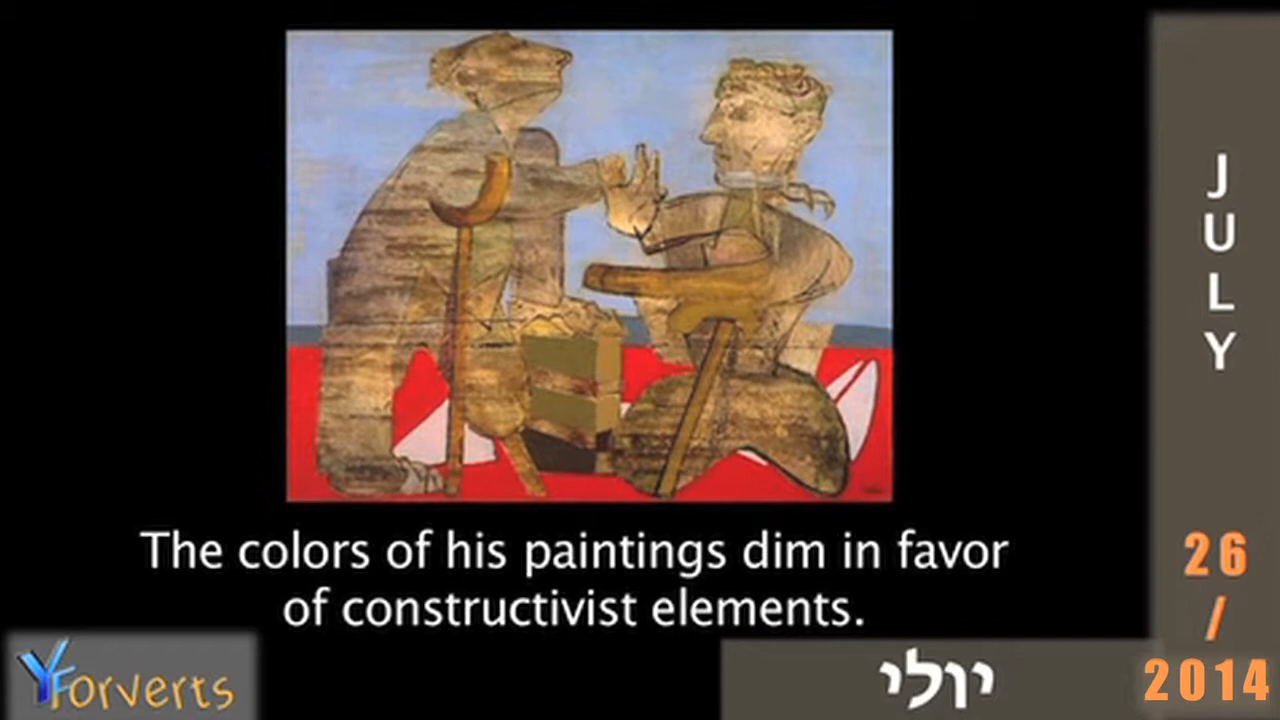 The colors of his paintings dim in favor
of constructivist elements.
JULY
26
/
2014
YForverts
יולי